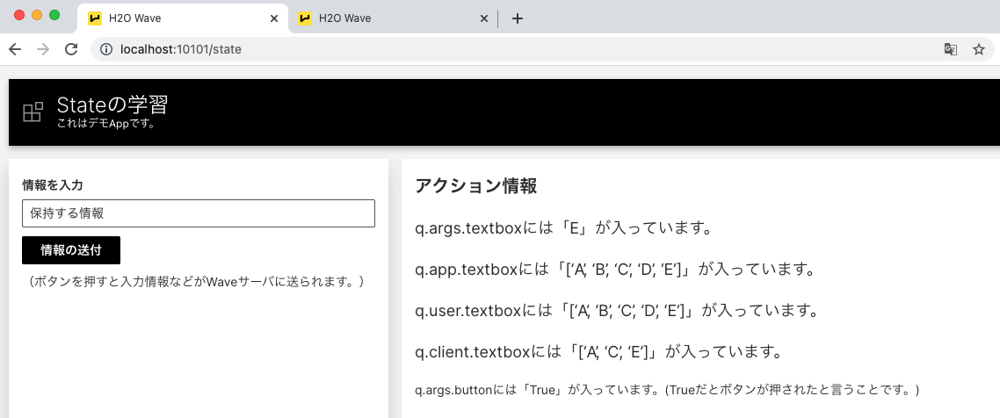 H2O Wave
H2O Wave
localhost:10101/state
Stateの学習
これはデモAppです。
情報を入力
保持する情報
情報の送付
（ボタンを押すと入力情報などがWaveサーバに送られます。）
アクション情報
q.args.textboxには「E」が入っています。
q.app.textboxには「[‘A’, ‘B’, ‘C’, ‘D’, ‘E’]」が入っています。
q.user.textboxには「[‘A’, ‘B’, ‘C’, ‘D’, ‘E’]」が入っています。
q.client.textboxには「[‘A’, ‘C’, ‘E’]」が入っています。
q.args.buttonには「True」が入っています。(Trueだとボタンが押されたと言うことです。)